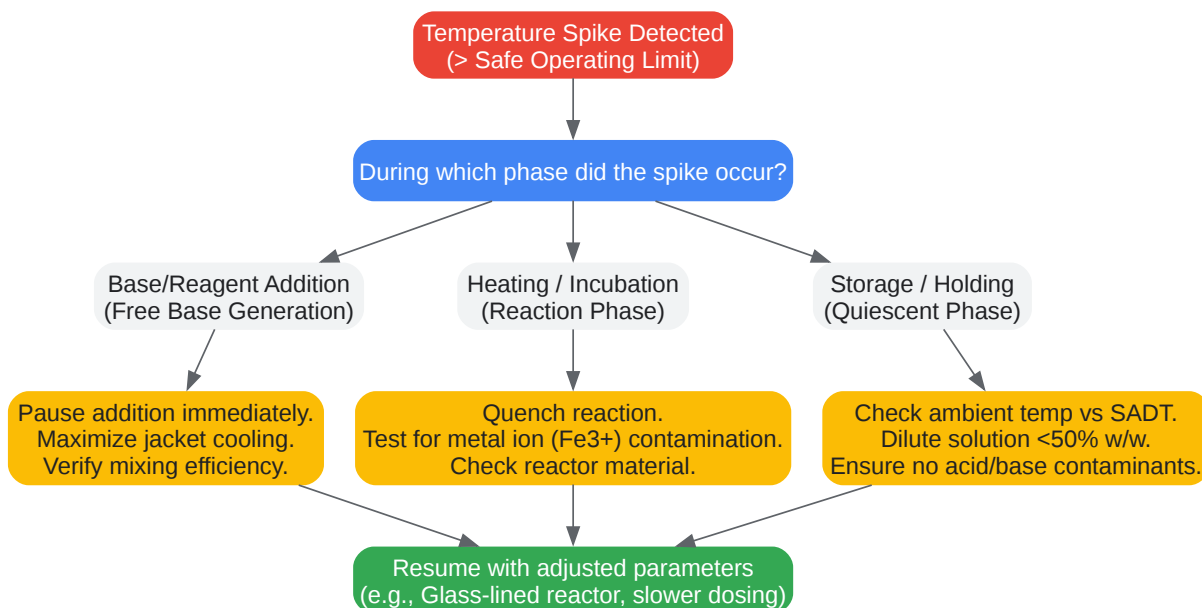 Temperature Spike Detected
(> Safe Operating Limit)
During which phase did the spike occur?
Base/Reagent Addition
(Free Base Generation)
Heating / Incubation
(Reaction Phase)
Storage / Holding
(Quiescent Phase)
Pause addition immediately.
Maximize jacket cooling.
Verify mixing efficiency.
Quench reaction.
Test for metal ion (Fe3+) contamination.
Check reactor material.
Check ambient temp vs SADT.
Dilute solution <50% w/w.
Ensure no acid/base contaminants.
Resume with adjusted parameters
(e.g., Glass-lined reactor, slower dosing)